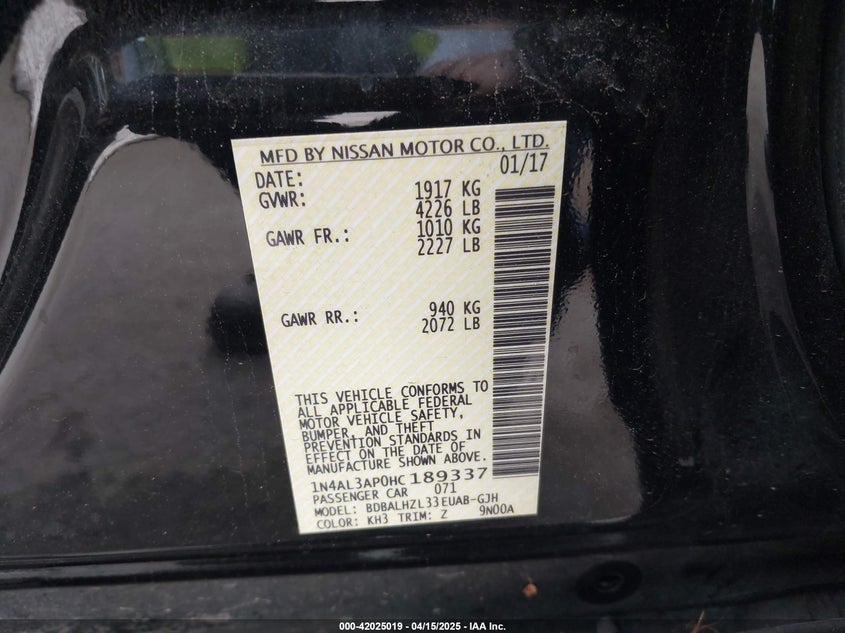 MFD BY NISSAN MOTOR CO., LTD.
DATE: 01/17
GVWR: 1917 KG
4226 LB
GAWR FR.: 1010 KG
2227 LB
GAWR RR.: 940 KG
2072 LB
THIS VEHICLE CONFORMS TO
ALL APPLICABLE FEDERAL
MOTOR VEHICLE SAFETY,
BUMPER, AND THEFT
PREVENTION STANDARDS IN
EFFECT ON THE DATE OF
MANUFACTURE SHOWN ABOVE.
1N4AL3AP0HC189337
PASSENGER CAR 071
MODEL: BDBALHZL33EUAB-GJH
COLOR: KH3 TRIM: Z 9N00A
000-42025019 - 04/15/2025 - IAA Inc.